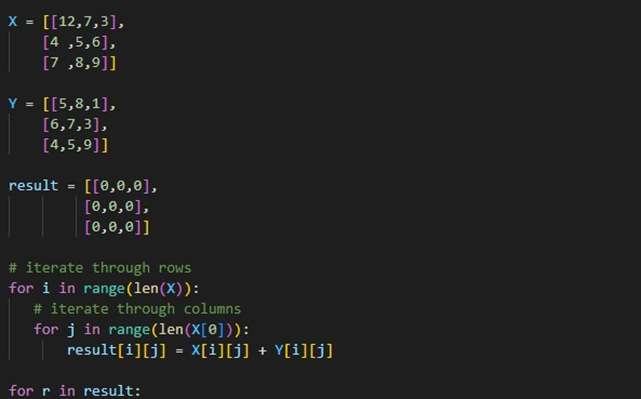 X = [[12,7,3],
    [4 ,5,6],
    [7 ,8,9]]
Y = [[5,8,1],
    [6,7,3],
    [4,5,9]]
result = [[0,0,0],
         [0,0,0],
         [0,0,0]]
# iterate through rows
for i in range(len(X)):
   # iterate through columns
   for j in range(len(X[0])):
       result[i][j] = X[i][j] + Y[i][j]
for r in result: